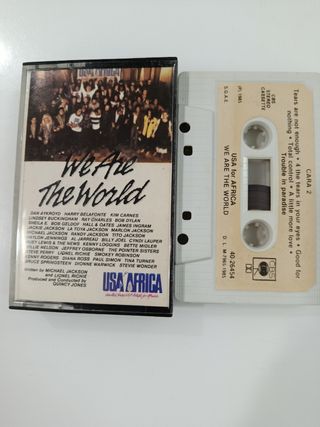 USA AFRICA
We Are
The World
DAN AYKROYD HARRY BELAFONTE KIM CARNES
LINDSEY BUCKINGHAM RAY CHARLES BOB DYLAN
SHEILA E. BOB GELDOF HALL & OATES JAMES INGRAM
JACKIE JACKSON LA TOYA JACKSON MARLON JACKSON
MICHAEL JACKSON RANDY JACKSON TITO JACKSON
WAYLON JENNINGS AL JARREAU BILLY JOEL CYNDI LAUPER
HUEY LEWIS & THE NEWS KENNY LOGGINS BETTE MIDLER
WILLIE NELSON JEFFREY OSBORNE THE POINTER SISTERS
STEVE PERRY LIONEL RICHIE SMOKEY ROBINSON
KENNY ROGERS DIANA ROSS PAUL SIMON TINA TURNER
BRUCE SPRINGSTEEN DIONNE WARWICK STEVIE WONDER
Written by MICHAEL JACKSON
and LIONEL RICHIE
Produced and Conducted by
QUINCY JONES
USA AFRICA
CARA 2
Tears are not enough • 4 the tears in your eyes • Good for
nothing • Total control • A little more love •
Trouble in paradise
(P) 1985
CBS
STEREO
CASSETTE
S.G.A.E.
USA for AFRICA
WE ARE THE WORLD
40-26454
CBS